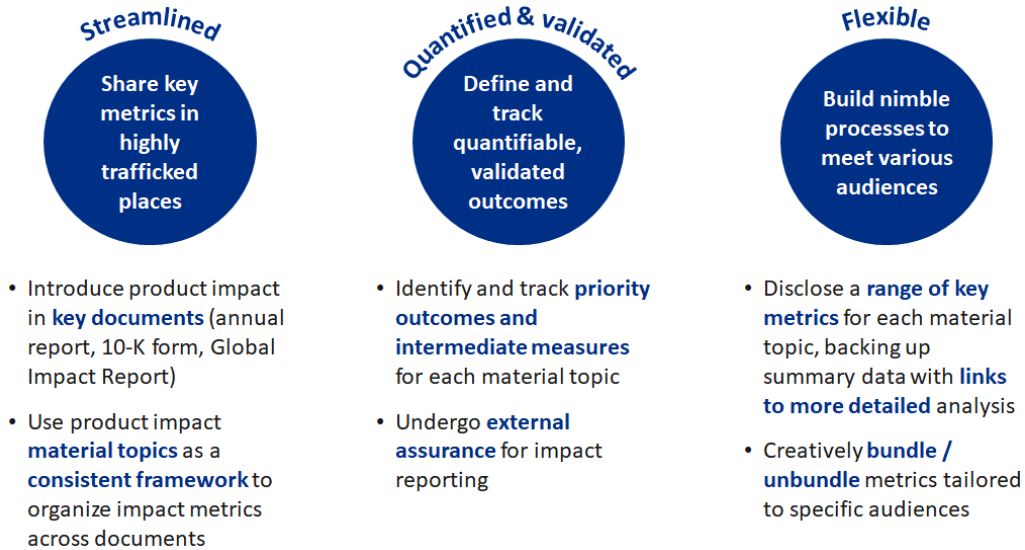 Streamlined
Share key
metrics in
highly
trafficked
places
• Introduce product impact
in key documents (annual
report, 10-K form, Global
Impact Report)
• Use product impact
material topics as a
consistent framework to
organize impact metrics
across documents
Quantified & validated
Define and
track
quantifiable,
validated
outcomes
• Identify and track priority
outcomes and
intermediate measures
for each material topic
• Undergo external
assurance for impact
reporting
Flexible
Build nimble
processes to
meet various
audiences
• Disclose a range of key
metrics for each material
topic, backing up
summary data with links
to more detailed analysis
• Creatively bundle /
unbundle metrics tailored
to specific audiences